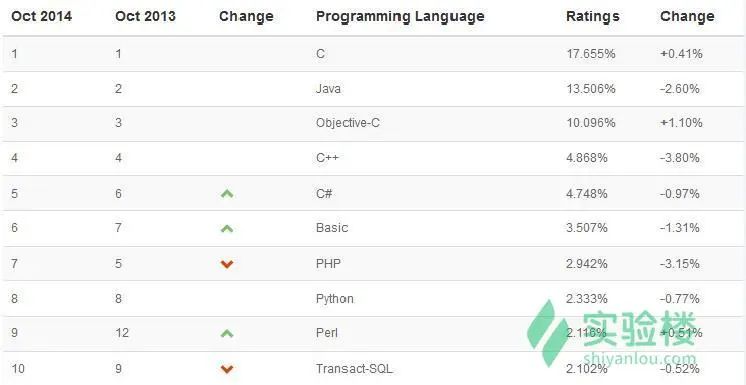 Oct 2014 Oct 2013 Change Programming Language Ratings Change
1 1 C 17.655% +0.41%
2 2 Java 13.506% -2.60%
3 3 Objective-C 10.096% +1.10%
4 4 C++ 4.868% -3.80%
5 6 C# 4.748% -0.97%
6 7 Basic 3.507% -1.31%
7 5 PHP 2.942% -3.15%
8 8 Python 2.333% -0.77%
9 12 Perl 2.116% +0.51%
10 9 Transact-SQL 2.102% -0.52%
实验楼
shiyanlou.com